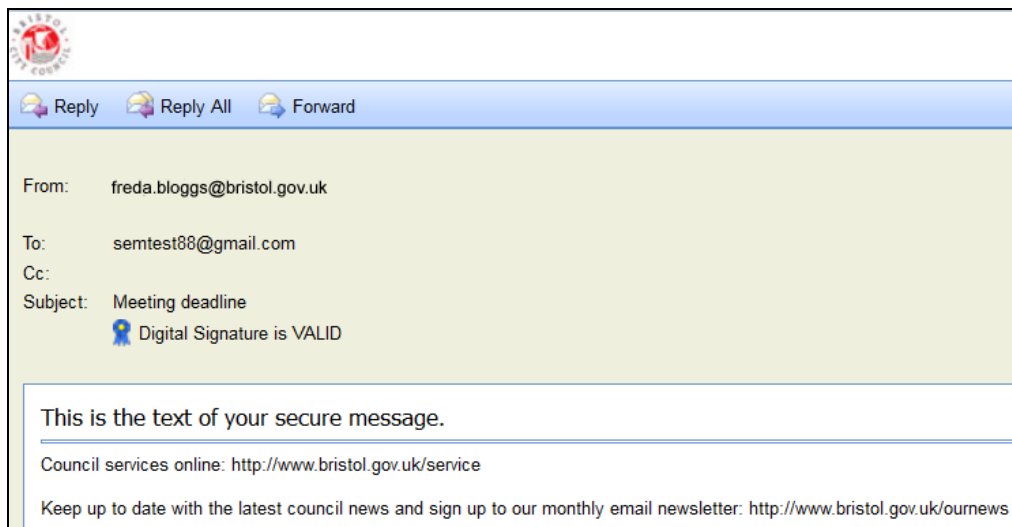 BRISTOL
CITY COUNCIL
Reply Reply All Forward
From: freda.bloggs@bristol.gov.uk
To: semtest88@gmail.com
Cc:
Subject: Meeting deadline
Digital Signature is VALID
This is the text of your secure message.
Council services online: http://www.bristol.gov.uk/service
Keep up to date with the latest council news and sign up to our monthly email newsletter: http://www.bristol.gov.uk/ournews